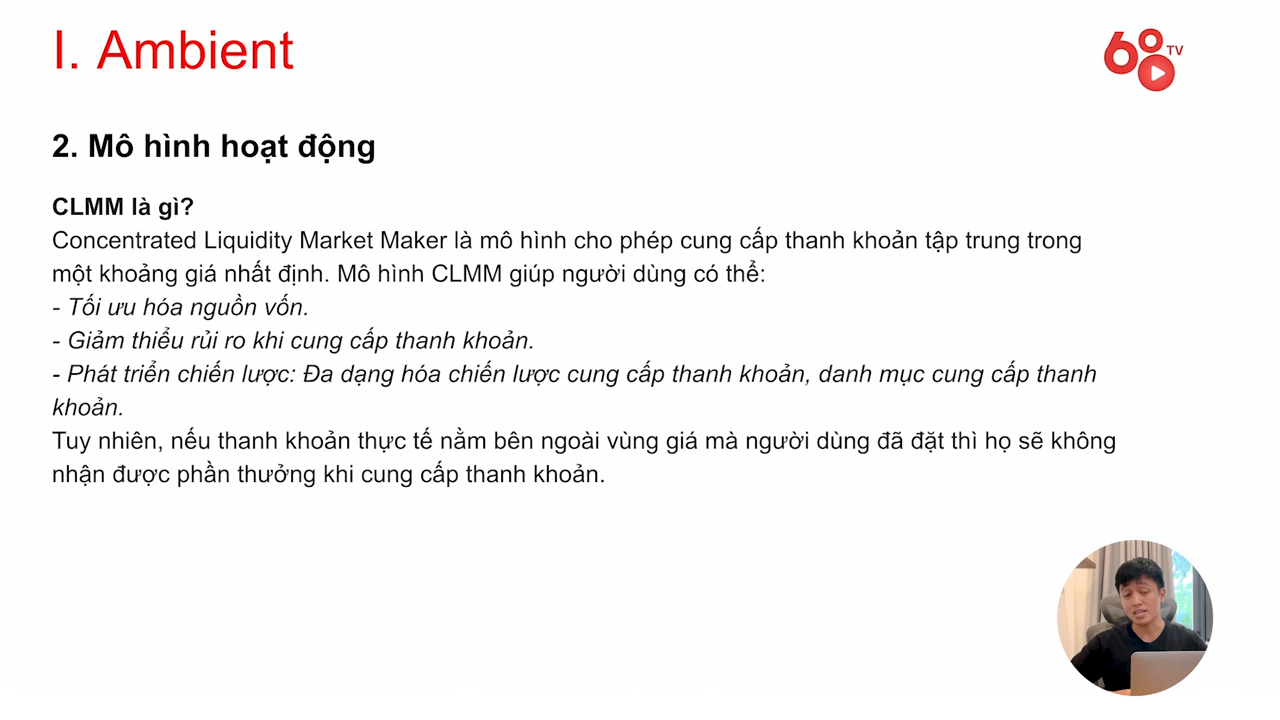 I. Ambient
68 TV
2. Mô hình hoạt động
CLMM là gì?
Concentrated Liquidity Market Maker là mô hình cho phép cung cấp thanh khoản tập trung trong
một khoảng giá nhất định. Mô hình CLMM giúp người dùng có thể:
- Tối ưu hóa nguồn vốn.
- Giảm thiểu rủi ro khi cung cấp thanh khoản.
- Phát triển chiến lược: Đa dạng hóa chiến lược cung cấp thanh khoản, danh mục cung cấp thanh
khoản.
Tuy nhiên, nếu thanh khoản thực tế nằm bên ngoài vùng giá mà người dùng đã đặt thì họ sẽ không
nhận được phần thưởng khi cung cấp thanh khoản.